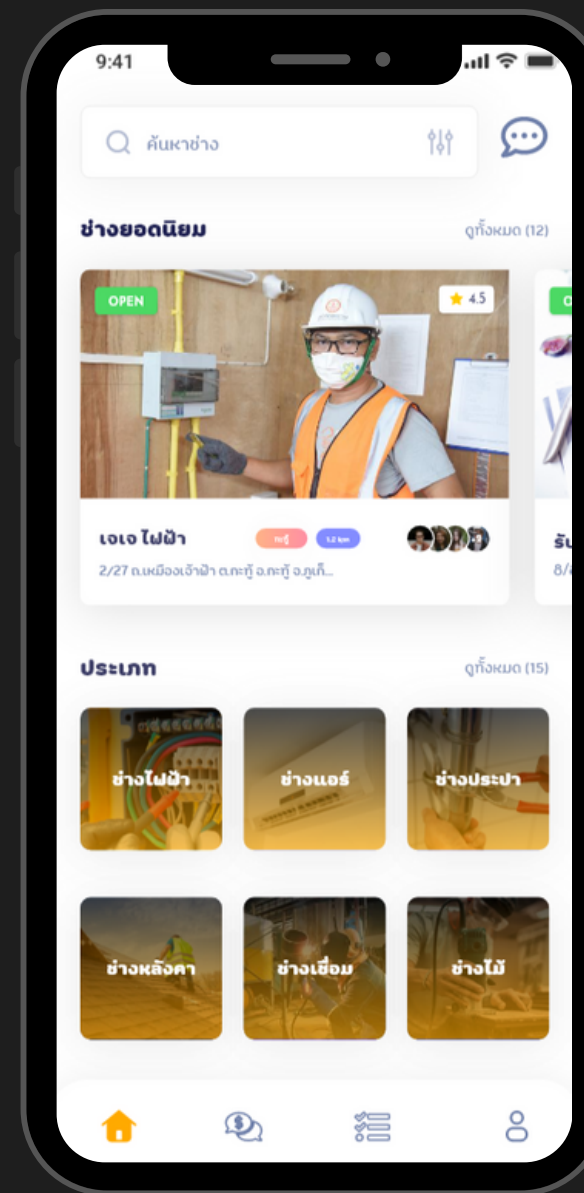 9:41
ค้นหาช่าง
ช่างยอดนิยม
ดูทั้งหมด (12)
OPEN
4.5
เจเจ ไฟฟ้า
กะทู้
1.2 km
2/27 ถ.เหมืองเจ้าฟ้า ต.กะทู้ อ.กะทู้ จ.ภูเก็...
รับ
8/
ประเภท
ดูทั้งหมด (15)
ช่างไฟฟ้า
ช่างแอร์
ช่างประปา
ช่างหลังคา
ช่างเชื่อม
ช่างไม้